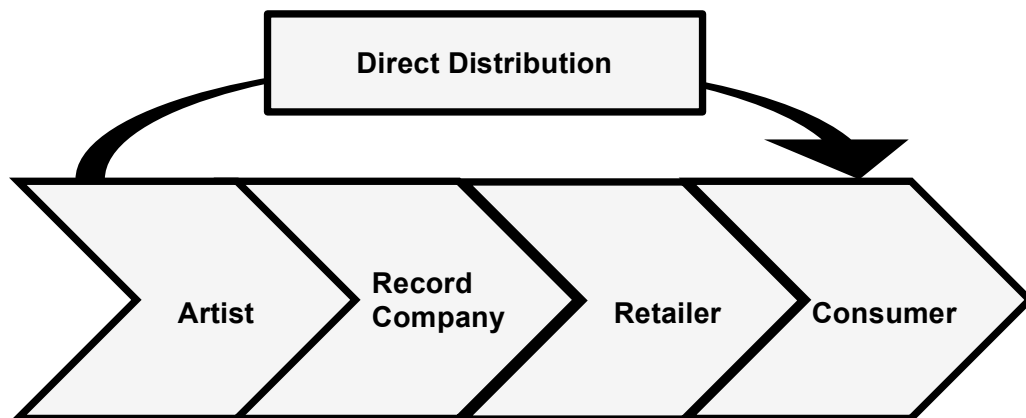 Direct Distribution
Artist
Record
Company
Retailer
Consumer